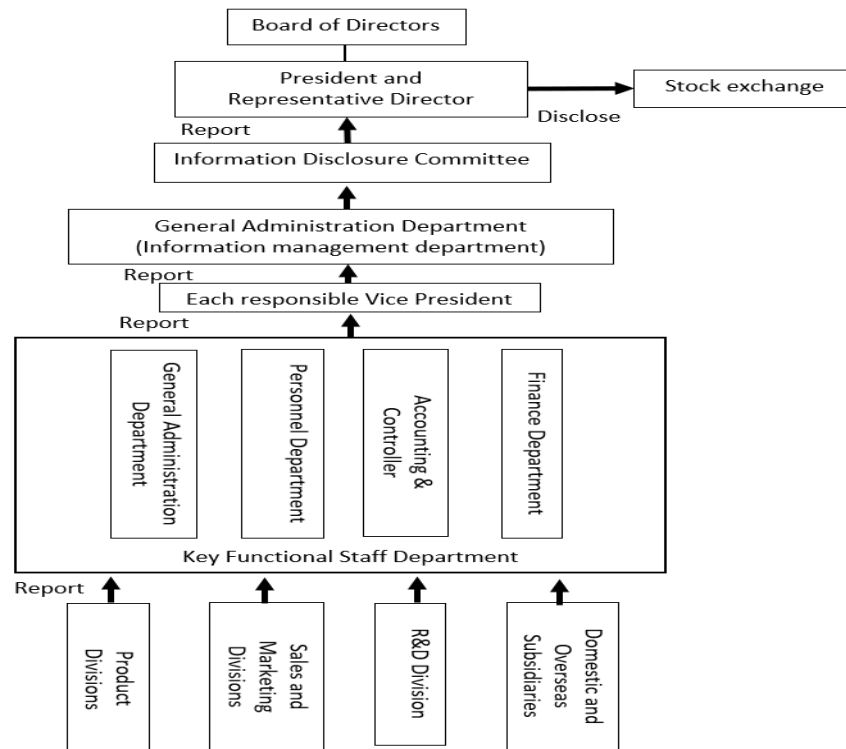 Board of Directors
President and
Representative Director
Stock exchange
Disclose
Report
Information Disclosure Committee
General Administration Department
(Information management department)
Report
Each responsible Vice President
Report
General Administration
Department
Personnel Department
Accounting &
Controller
Finance Department
Key Functional Staff Department
Report
Product
Divisions
Sales and
Marketing
Divisions
R&D Division
Domestic and
Overseas
Subsidiaries